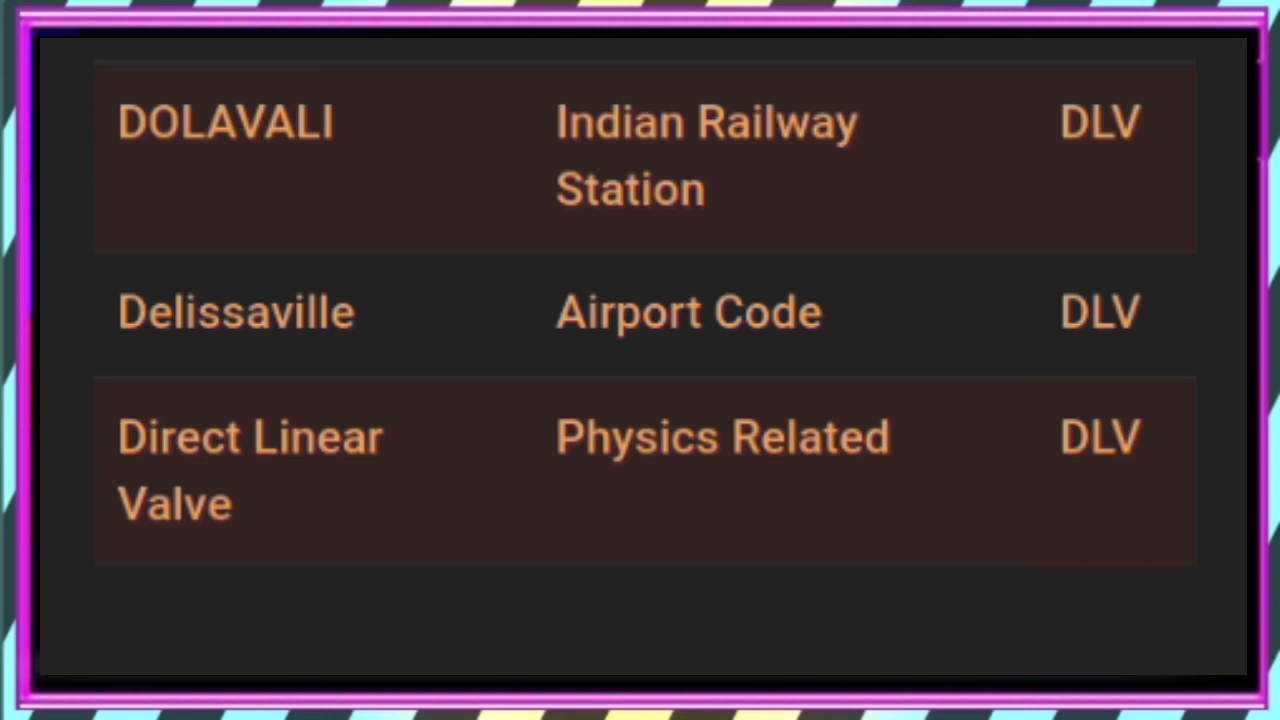 DOLAVALI Indian Railway DLV
Station
Delissaville Airport Code DLV
Direct Linear Physics Related DLV
Valve